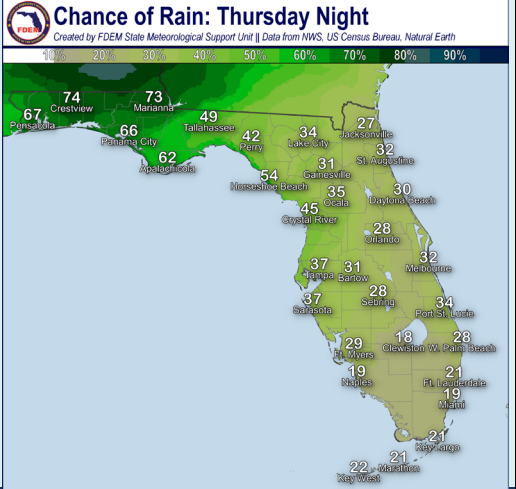 FDEM
Chance of Rain: Thursday Night
Created by FDEM State Meteorological Support Unit || Data from NWS, US Census Bureau, Natural Earth
10% 20% 30% 40% 50% 60% 70% 80% 90%
74
Crestview
73
Marianna
67
Pensacola
49
Tallahassee
66
Panama City
42
Perry
34
Lake City
27
Jacksonville
62
Apalachicola
32
St. Augustine
31
Gainesville
54
Horseshoe Beach
35
Ocala
30
Daytona Beach
45
Crystal River
28
Orlando
32
Melbourne
37
Tampa
31
Bartow
37
Sarasota
28
Sebring
34
Port St. Lucie
29
Ft. Myers
18
Clewiston
28
W. Palm Beach
19
Naples
21
Ft. Lauderdale
19
Miami
21
Key Largo
21
Marathon
22
Key West